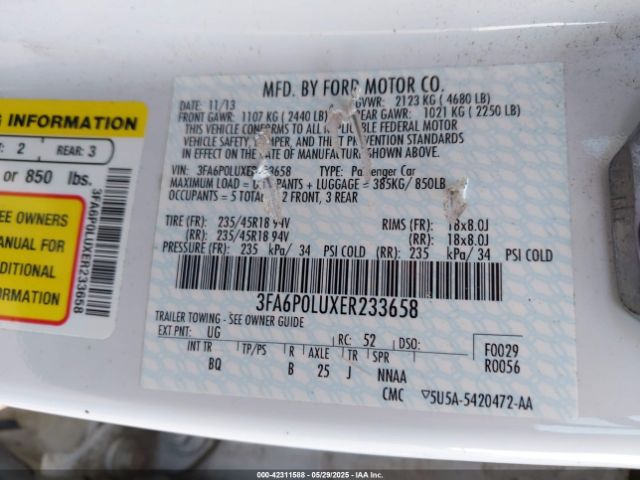 G INFORMATION
T: 2 REAR: 3
or 850 lbs.
EE OWNERS
ANUAL FOR
DDITIONAL
ORMATION
3FA6P0LUXER233658
MFD. BY FORD MOTOR CO.
DATE: 11/13 GVWR: 2123 KG ( 4680 LB)
FRONT GAWR: 1107 KG ( 2440 LB) REAR GAWR: 1021 KG ( 2250 LB)
THIS VEHICLE CONFORMS TO ALL APPLICABLE FEDERAL MOTOR
VEHICLE SAFETY, BUMPER, AND THEFT PREVENTION STANDARDS
IN EFFECT ON THE DATE OF MANUFACTURE SHOWN ABOVE.
VIN: 3FA6P0LUXER233658 TYPE: Passenger Car
MAXIMUM LOAD = OCCUPANTS + LUGGAGE = 385KG/ 850LB
OCCUPANTS = 5 TOTAL: 2 FRONT, 3 REAR
TIRE (FR): 235/45R18 94V RIMS (FR): 18x8.0J
(RR): 235/45R18 94V (RR): 18x8.0J
PRESSURE (FR): 235 kPa/ 34 PSI COLD (RR): 235 kPa/ 34 PSI COLD
3FA6P0LUXER233658
TRAILER TOWING - SEE OWNER GUIDE
EXT PNT: UG RC: 52 DSO:
INT TR TP/PS R AXLE TR SPR F0029
BQ B 25 J NNAA R0056
CMC ▽5U5A-5420472-AA
000-42311588 05/29/2025 IAAI.COM